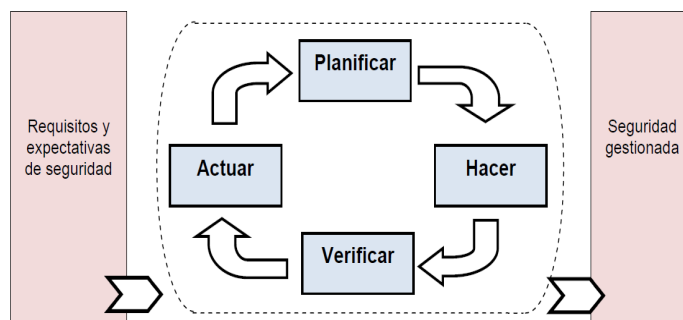 Requisitos y
expectativas
de seguridad
Planificar
Actuar
Hacer
Verificar
Seguridad
gestionada